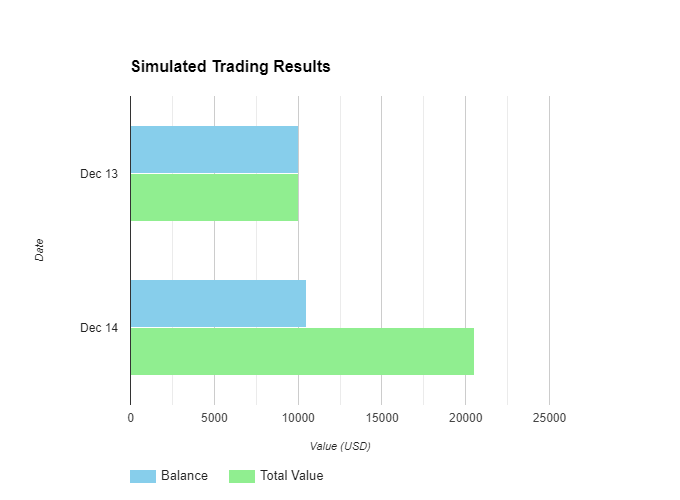 Simulated Trading Results
Dec 13
Dec 14
Date
0 5000 10000 15000 20000 25000
Value (USD)
Balance Total Value